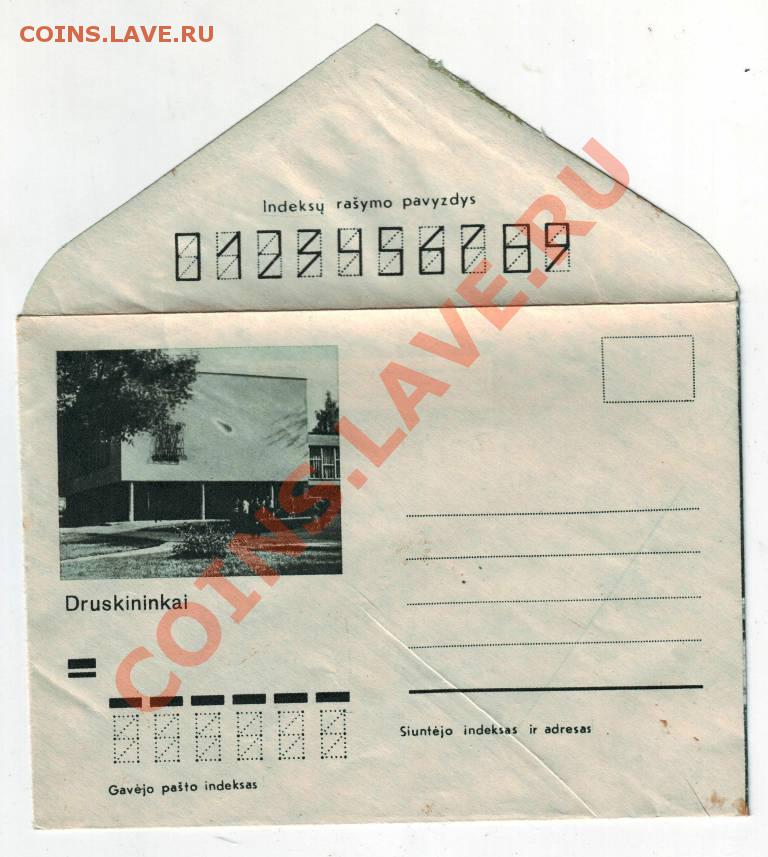 COINS.LAVE.RU
Indeksų rašymo pavyzdys
0123456789
COINS.LAVE.RU
Druskininkai
Siuntėjo indeksas ir adresas
Gavėjo pašto indeksas